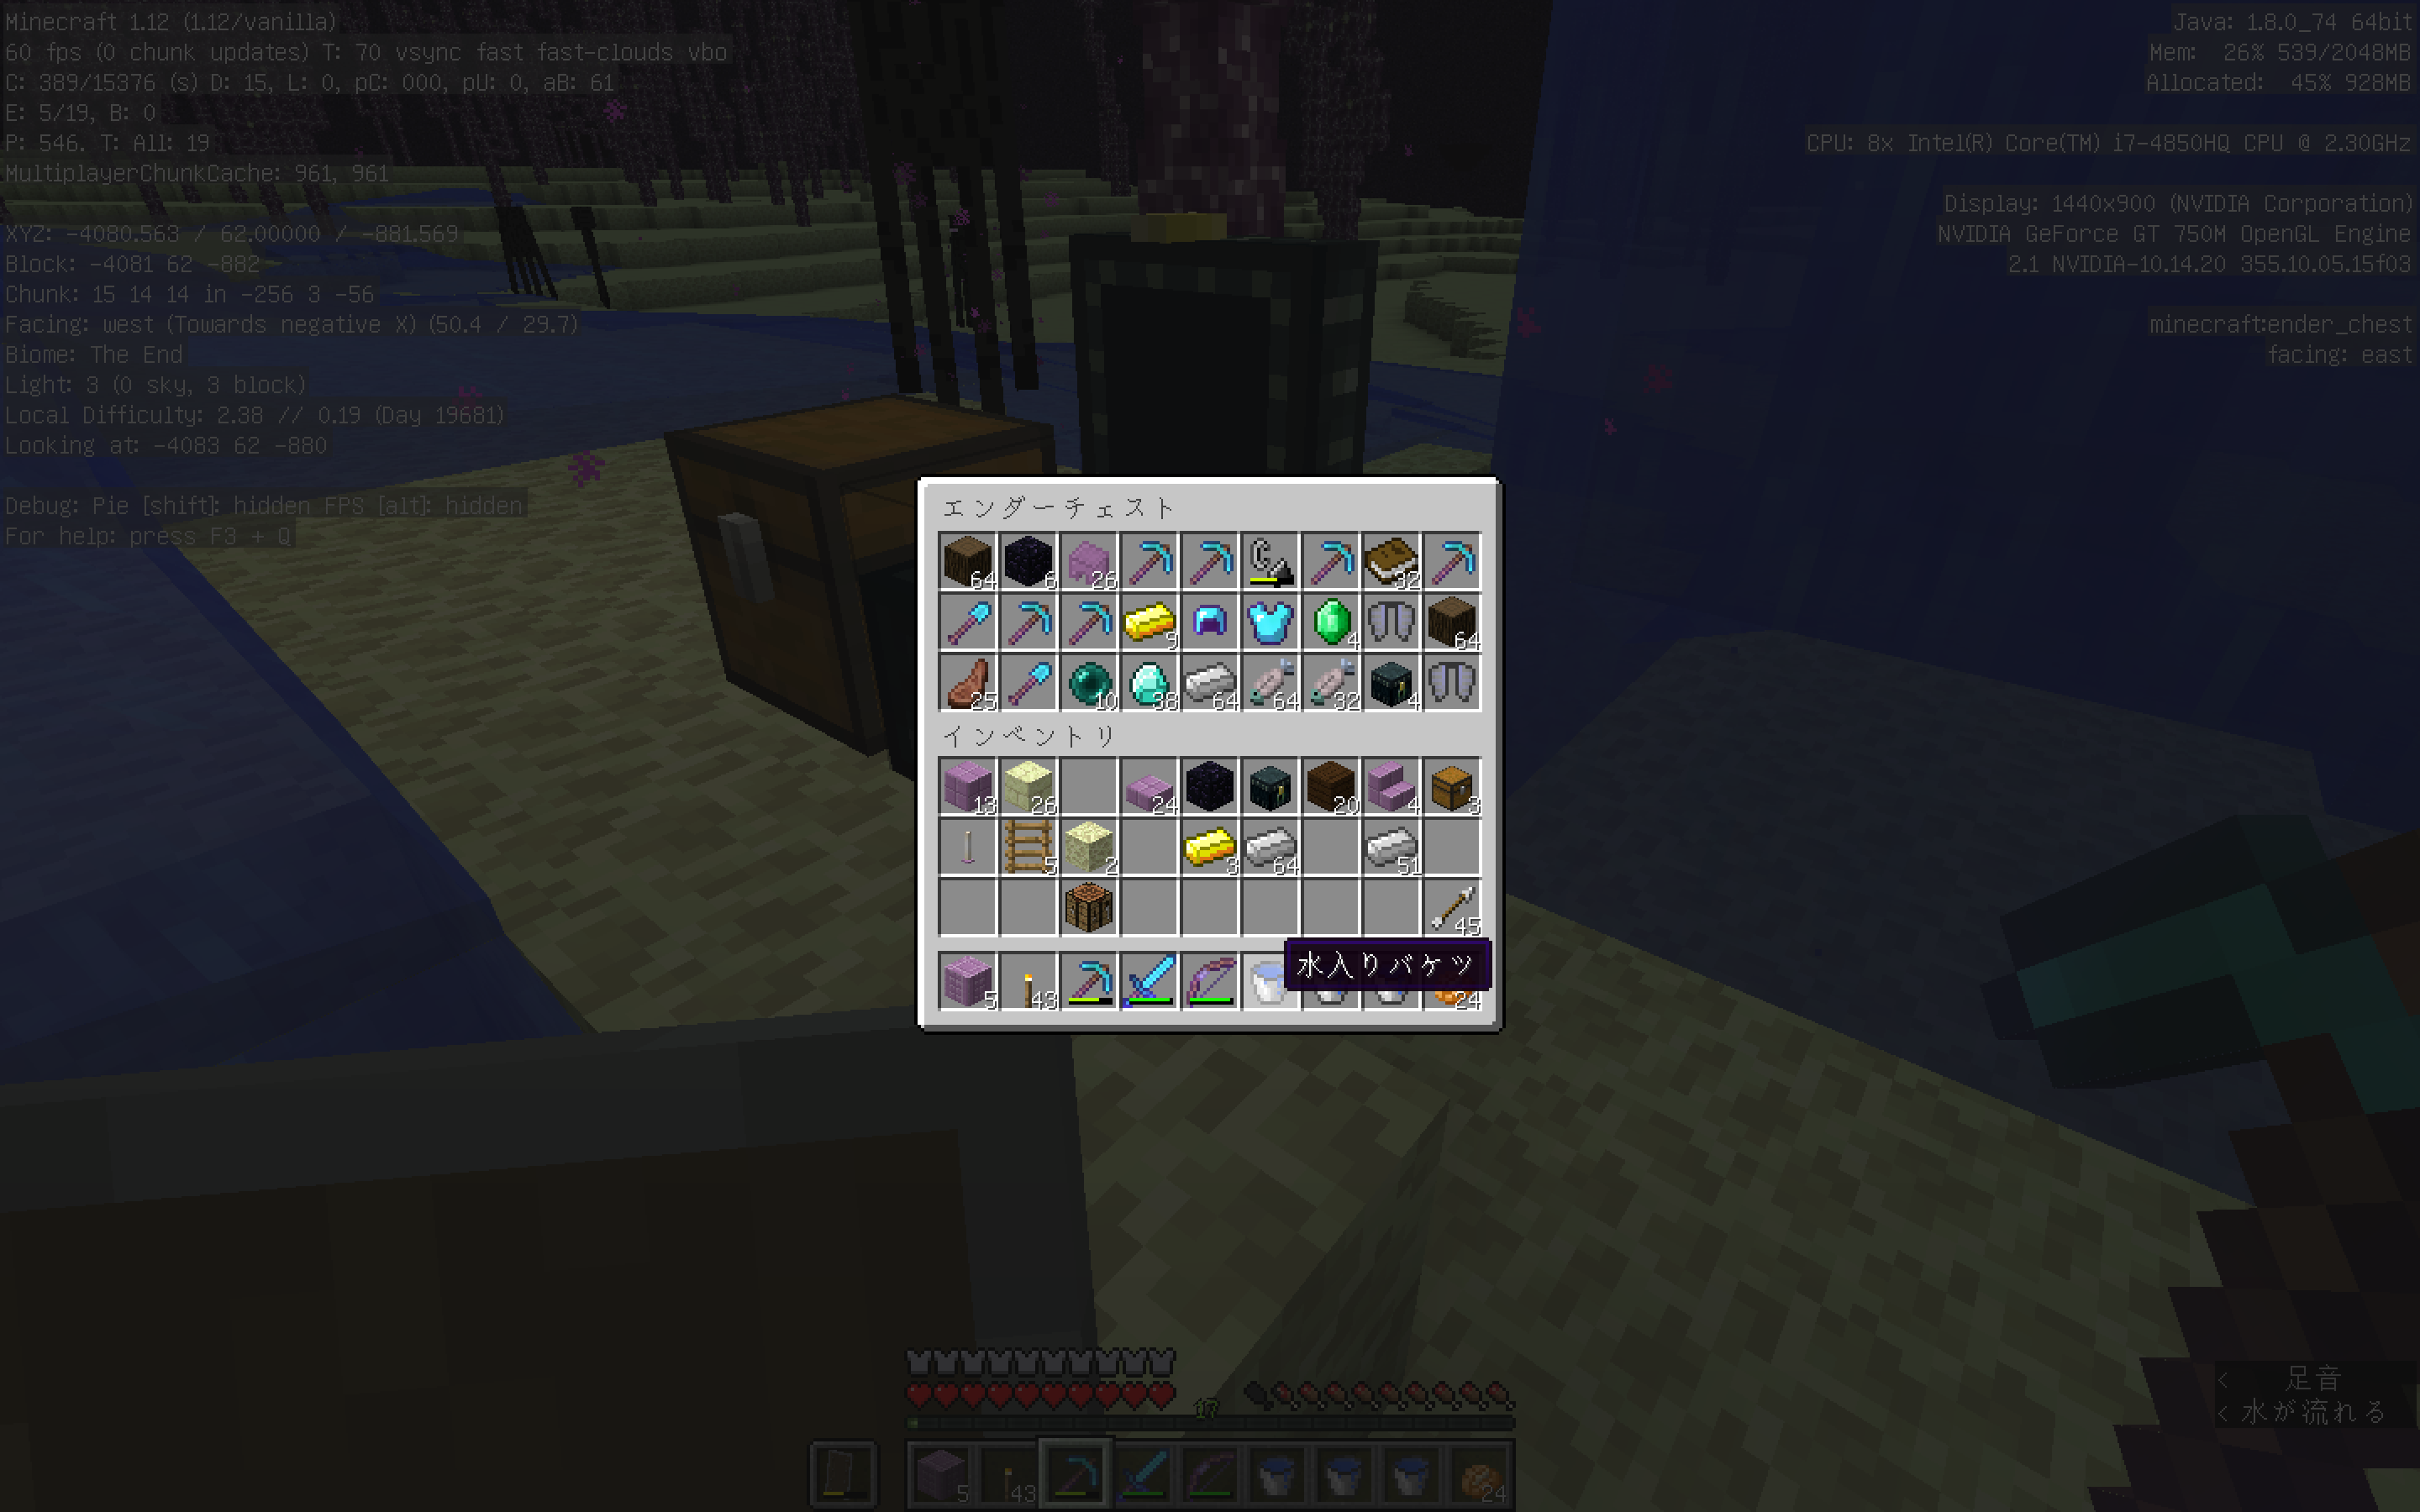 Minecraft 1.12 (1.12/vanilla)
60 fps (0 chunk updates) T: 70 vsync fast fast-clouds vbo
C: 389/15376 (s) D: 15, L: 0, pC: 000, pU: 0, aB: 61
E: 5/19, B: 0
P: 546. T: All: 19
MultiplayerChunkCache: 961, 961
XYZ: -4080.563 / 62.00000 / -881.569
Block: -4081 62 -882
Chunk: 15 14 14 in -256 3 -56
Facing: west (Towards negative X) (50.4 / 29.7)
Biome: The End
Light: 3 (0 sky, 3 block)
Local Difficulty: 2.38 // 0.19 (Day 19681)
Looking at: -4083 62 -880
Debug: Pie [shift]: hidden FPS [alt]: hidden
For help: press F3 + Q
Java: 1.8.0_74 64bit
Mem: 26% 539/2048MB
Allocated: 45% 928MB
CPU: 8x Intel(R) Core(TM) i7-4850HQ CPU @ 2.30GHz
Display: 1440x900 (NVIDIA Corporation)
NVIDIA GeForce GT 750M OpenGL Engine
2.1 NVIDIA-10.14.20 355.10.05.15f03
minecraft:ender_chest
facing: east
エンダーチェスト
64 6 26 32
9 4 64
25 10 38 64 64 32 4
インベントリ
13 26 24 20 4 3
5 2 3 64 51
45
水入りバケツ
5 43 24
17
5 43 24
< 足音
< 水が流れる